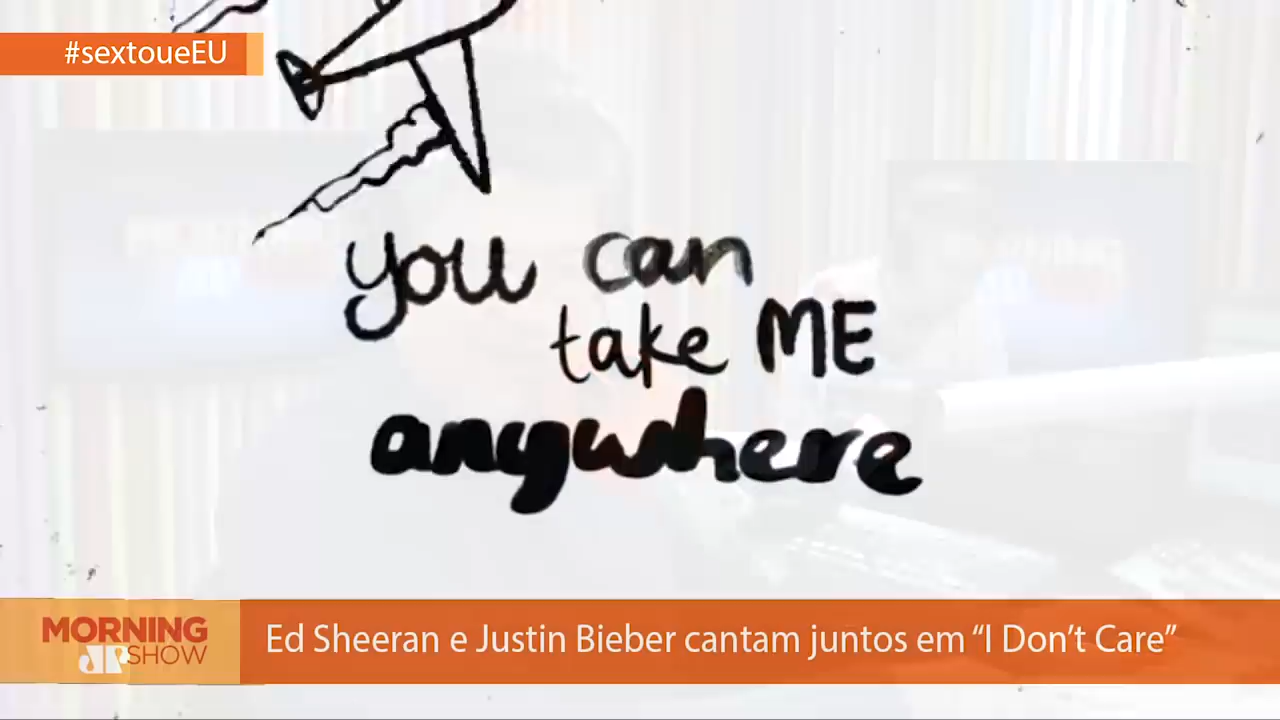 #sextoueEU
you can
take ME
anywhere
MORNING
JP SHOW
Ed Sheeran e Justin Bieber cantam juntos em “I Don’t Care”